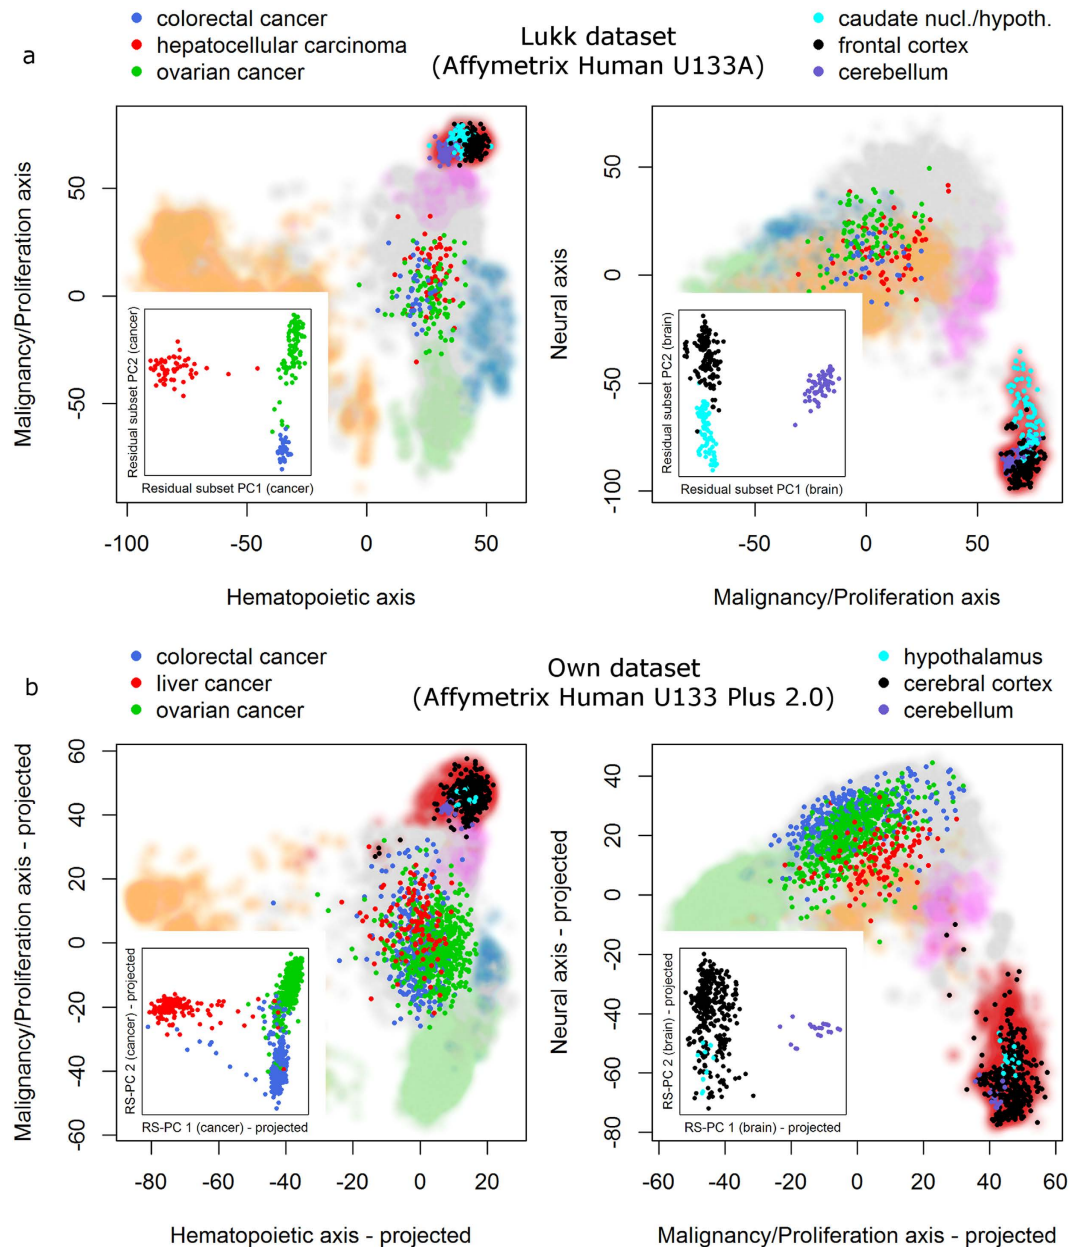 a
colorectal cancer
hepatocellular carcinoma
ovarian cancer
Lukk dataset
(Affymetrix Human U133A)
caudate nucl./hypoth.
frontal cortex
cerebellum
Malignancy/Proliferation axis
50
0
-50
-100
-50
0
50
Hematopoietic axis
Residual subset PC2 (cancer)
Residual subset PC1 (cancer)
Neural axis
50
0
-50
-100
-50
0
50
Malignancy/Proliferation axis
Residual subset PC2 (brain)
Residual subset PC1 (brain)
b
colorectal cancer
liver cancer
ovarian cancer
Own dataset
(Affymetrix Human U133 Plus 2.0)
hypothalamus
cerebral cortex
cerebellum
Malignancy/Proliferation axis - projected
60
40
20
0
-20
-40
-60
-80
-60
-40
-20
0
20
Hematopoietic axis - projected
RS-PC 2 (cancer) - projected
RS-PC 1 (cancer) - projected
Neural axis - projected
40
20
0
-20
-40
-60
-80
-60
-40
-20
0
20
40
60
Malignancy/Proliferation axis - projected
RS-PC 2 (brain) - projected
RS-PC 1 (brain) - projected